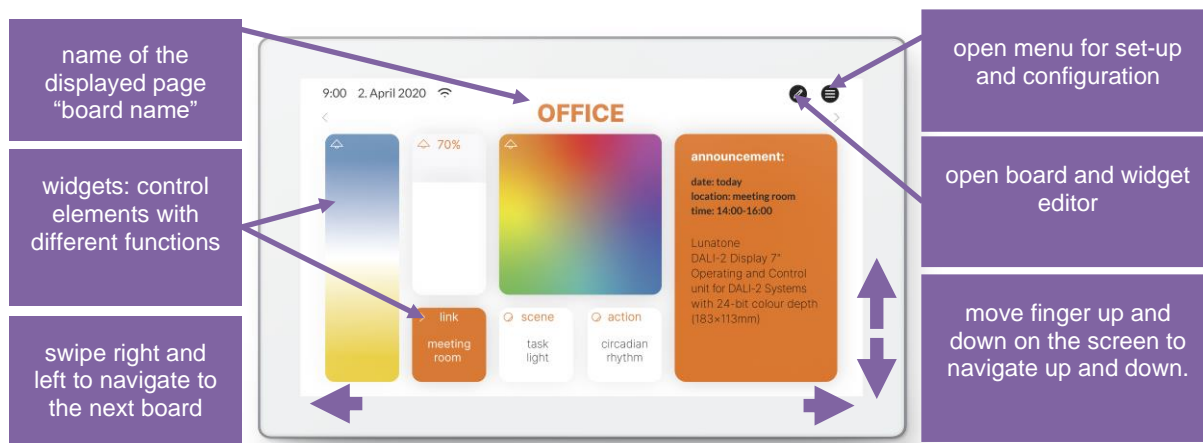 name of the
displayed page
“board name”
widgets: control
elements with
different functions
swipe right and
left to navigate to
the next board
9:00 2. April 2020
OFFICE
70%
link
meeting
room
scene
task
light
action
circadian
rhythm
announcement:
date: today
location: meeting room
time: 14:00-16:00
Lunatone
DALI-2 Display 7"
Operating and Control
unit for DALI-2 Systems
with 24-bit colour depth
(183×113mm)
open menu for set-up
and configuration
open board and widget
editor
move finger up and
down on the screen to
navigate up and down.